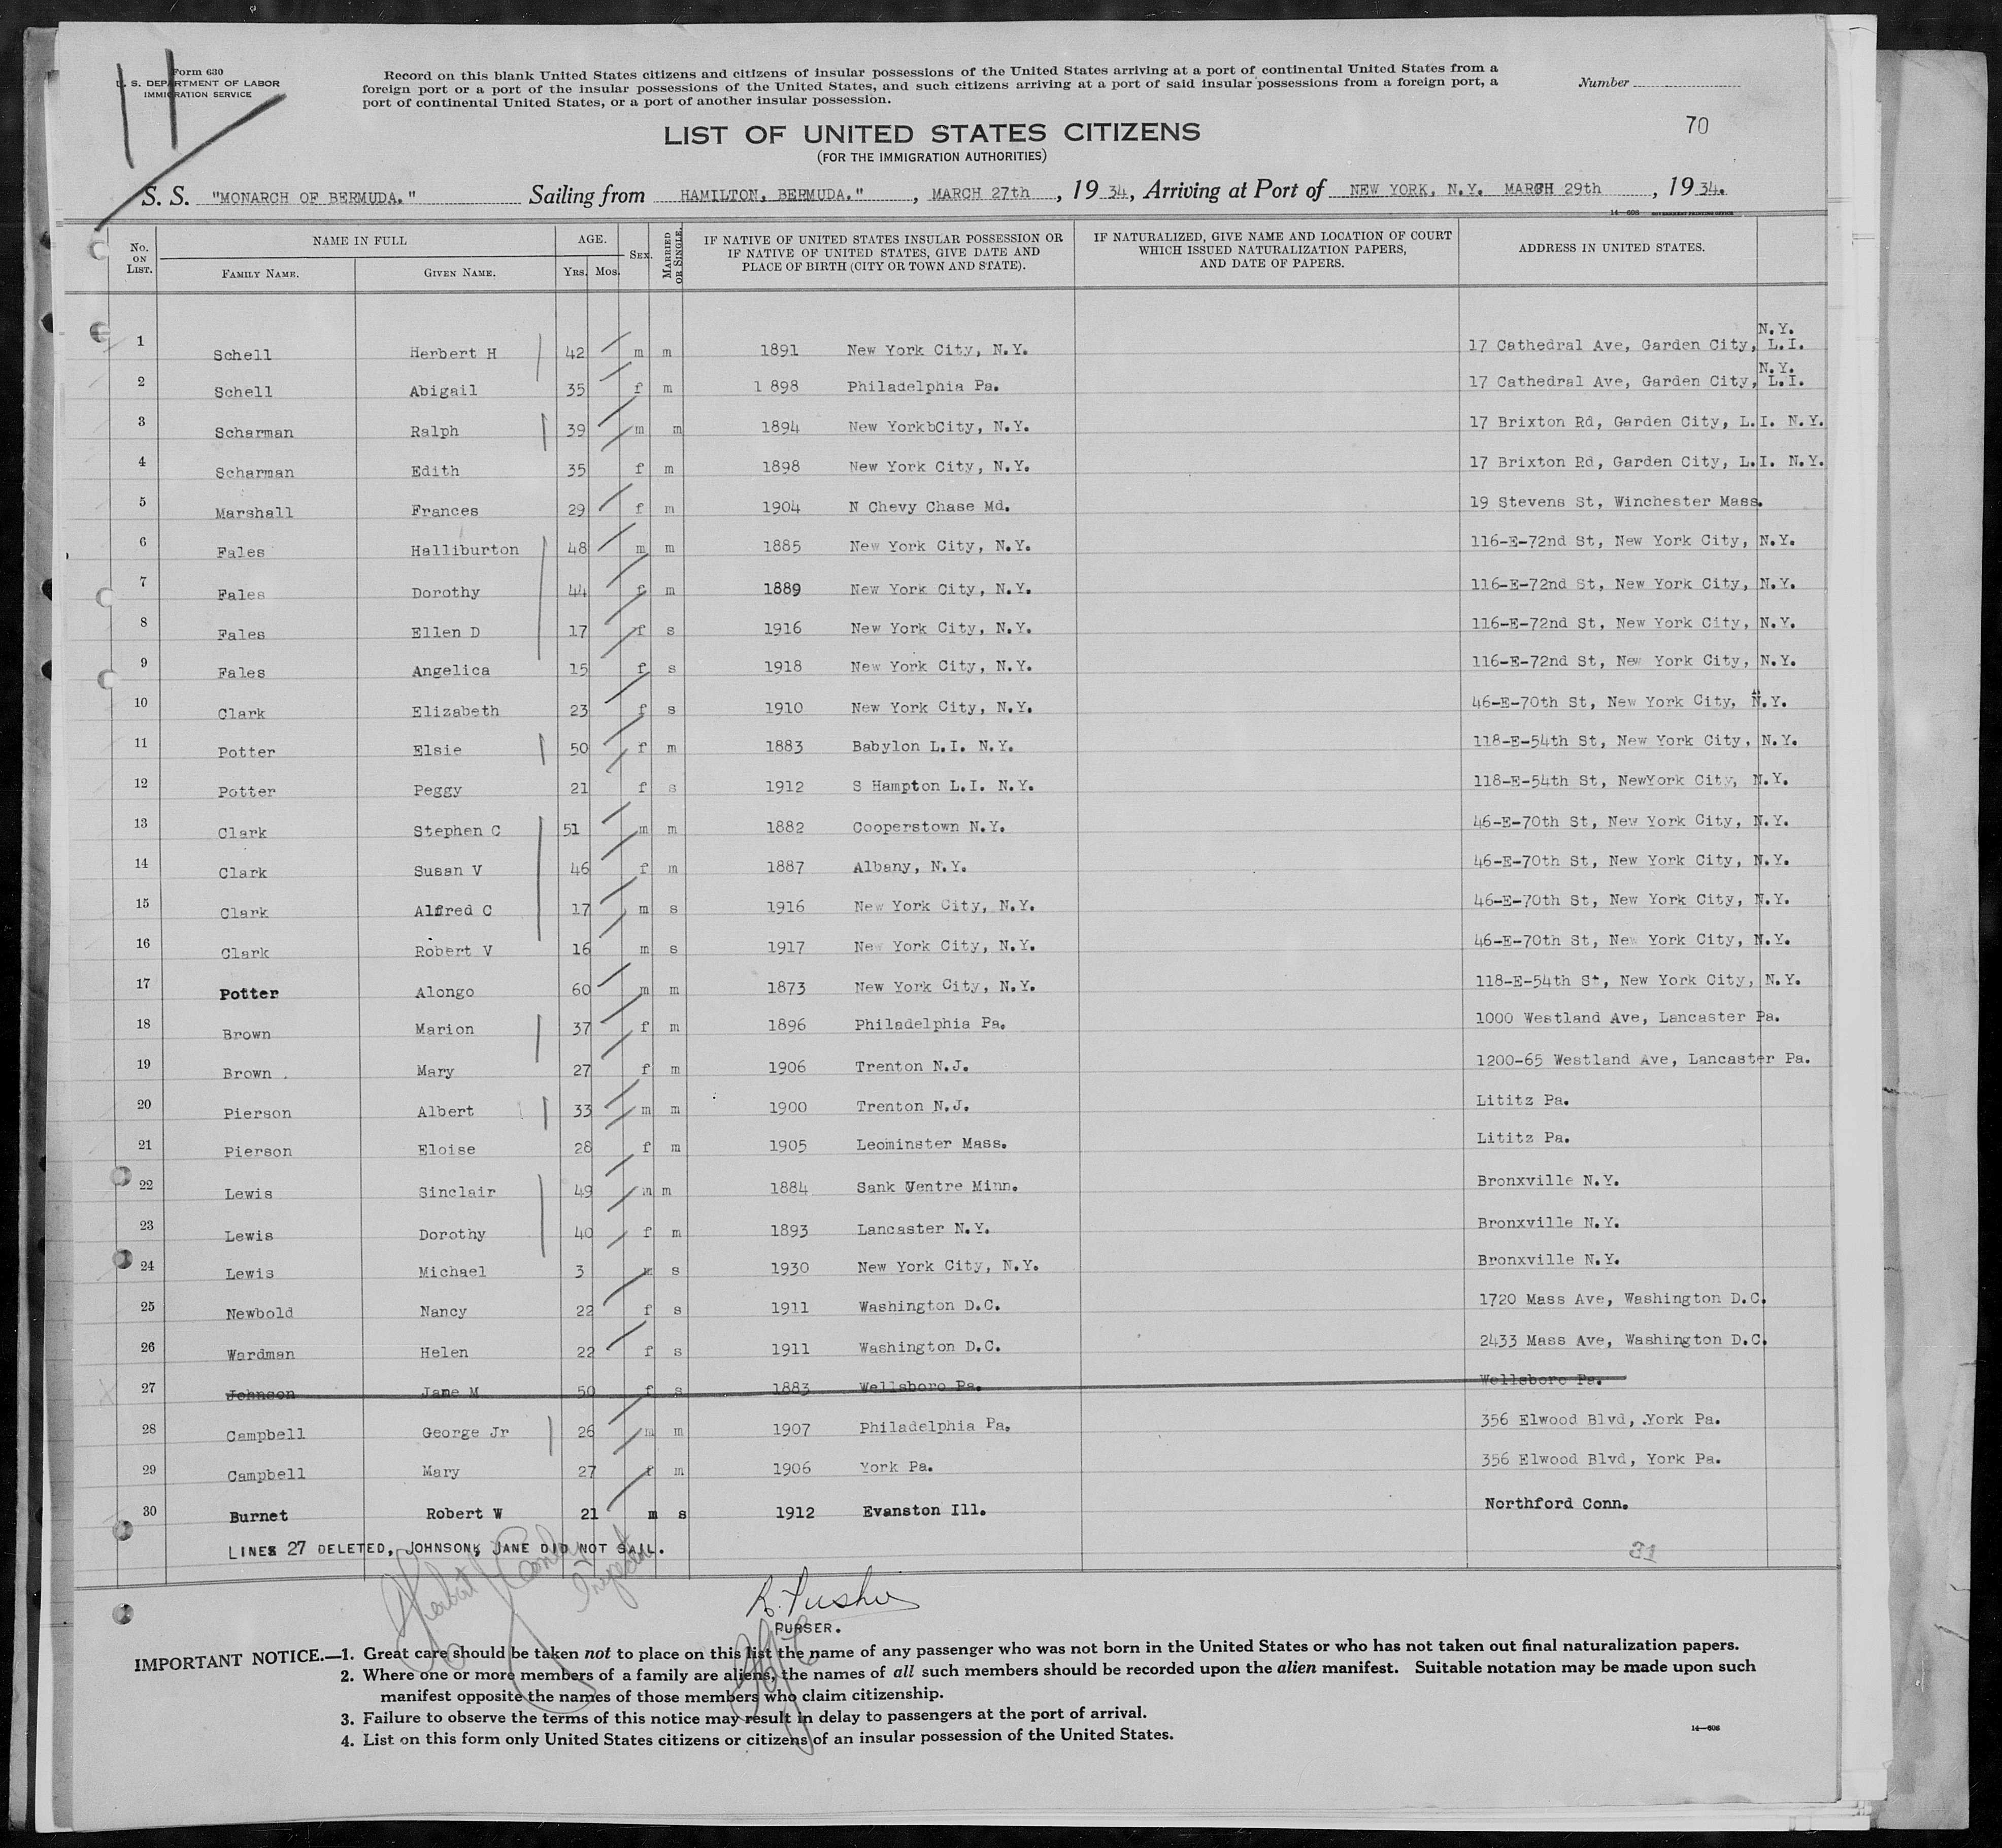 Form 630
U. S. DEPARTMENT OF LABOR
IMMIGRATION SERVICE
Record on this blank United States citizens and citizens of insular possessions of the United States arriving at a port of continental United States from a
foreign port or a port of the insular possessions of the United States, and such citizens arriving at a port of said insular possessions from a foreign port, a
port of continental United States, or a port of another insular possession.
Number
70
LIST OF UNITED STATES CITIZENS
(FOR THE IMMIGRATION AUTHORITIES)
S. S. "MONARCH OF BERMUDA." Sailing from HAMILTON, BERMUDA." , MARCH 27th , 19 34, Arriving at Port of NEW YORK, N.Y. MARCH 29th , 19 34.
14—608 GOVERNMENT PRINTING OFFICE
No. ON LIST. NAME IN FULL FAMILY NAME. GIVEN NAME. AGE. YRS. MOS. SEX. MARRIED OR SINGLE. IF NATIVE OF UNITED STATES INSULAR POSSESSION OR IF NATIVE OF UNITED STATES, GIVE DATE AND PLACE OF BIRTH (CITY OR TOWN AND STATE). IF NATURALIZED, GIVE NAME AND LOCATION OF COURT WHICH ISSUED NATURALIZATION PAPERS, AND DATE OF PAPERS. ADDRESS IN UNITED STATES.
1 Schell Herbert H 42 m m 1891 New York City, N.Y. 17 Cathedral Ave, Garden City, L.I. N.Y.
2 Schell Abigail 35 f m 1 898 Philadelphia Pa. 17 Cathedral Ave, Garden City, L.I. N.Y.
3 Scharman Ralph 39 m m 1894 New YorkbCity, N.Y. 17 Brixton Rd, Garden City, L.I. N.Y.
4 Scharman Edith 35 f m 1898 New York City, N.Y. 17 Brixton Rd, Garden City, L.I. N.Y.
5 Marshall Frances 29 f m 1904 N Chevy Chase Md. 19 Stevens St, Winchester Mass.
6 Fales Halliburton 48 m m 1885 New York City, N.Y. 116-E-72nd St, New York City, N.Y.
7 Fales Dorothy 44 f m 1889 New York City, N.Y. 116-E-72nd St, New York City, N.Y.
8 Fales Ellen D 17 f s 1916 New York City, N.Y. 116-E-72nd St, New York City, N.Y.
9 Fales Angelica 15 f s 1918 New York City, N.Y. 116-E-72nd St, New York City, N.Y.
10 Clark Elizabeth 23 f s 1910 New York City, N.Y. 46-E-70th St, New York City. N.Y.
11 Potter Elsie 50 f m 1883 Babylon L.I. N.Y. 118-E-54th St, New York City, N.Y.
12 Potter Peggy 21 f s 1912 S Hampton L.I. N.Y. 118-E-54th St, NewYork City, N.Y.
13 Clark Stephen C 51 m m 1882 Cooperstown N.Y. 46-E-70th St, New York City, N.Y.
14 Clark Susan V 46 f m 1887 Albany, N.Y. 46-E-70th St, New York City, N.Y.
15 Clark Alfred C 17 m s 1916 New York City, N.Y. 46-E-70th St, New York City, N.Y.
16 Clark Robert V 16 m s 1917 New York City, N.Y. 46-E-70th St, New York City, N.Y.
17 Potter Alongo 60 m m 1873 New York City, N.Y. 118-E-54th St, New York City, N.Y.
18 Brown Marion 37 f m 1896 Philadelphia Pa. 1000 Westland Ave, Lancaster Pa.
19 Brown . Mary 27 f m 1906 Trenton N.J. 1200-65 Westland Ave, Lancaster Pa.
20 Pierson Albert 33 m m 1900 Trenton N.J. Lititz Pa.
21 Pierson Eloise 28 f m 1905 Leominster Mass. Lititz Pa.
22 Lewis Sinclair 49 m m 1884 Sank Ventre Minn. Bronxville N.Y.
23 Lewis Dorothy 40 f m 1893 Lancaster N.Y. Bronxville N.Y.
24 Lewis Michael 3 m s 1930 New York City, N.Y. Bronxville N.Y.
25 Newbold Nancy 22 f s 1911 Washington D.C. 1720 Mass Ave, Washington D.C.
26 Wardman Helen 22 f s 1911 Washington D.C. 2433 Mass Ave, Washington D.C.
27 Johnson Jane M 50 f s 1883 Wellsboro Pa. Wellsboro Pa.
28 Campbell George Jr 26 m m 1907 Philadelphia Pa. 356 Elwood Blvd, .York Pa.
29 Campbell Mary 27 f m 1906 York Pa. 356 Elwood Blvd, York Pa.
30 Burnet Robert W 21 m s 1912 Evanston Ill. Northford Conn.
LINES 27 DELETED, JOHNSON, JANE DID NOT SAIL.
31
Inspector
PURSER.
IMPORTANT NOTICE.—1. Great care should be taken not to place on this list the name of any passenger who was not born in the United States or who has not taken out final naturalization papers.
2. Where one or more members of a family are aliens, the names of all such members should be recorded upon the alien manifest. Suitable notation may be made upon such
manifest opposite the names of those members who claim citizenship.
3. Failure to observe the terms of this notice may result in delay to passengers at the port of arrival.
4. List on this form only United States citizens or citizens of an insular possession of the United States.
14—608